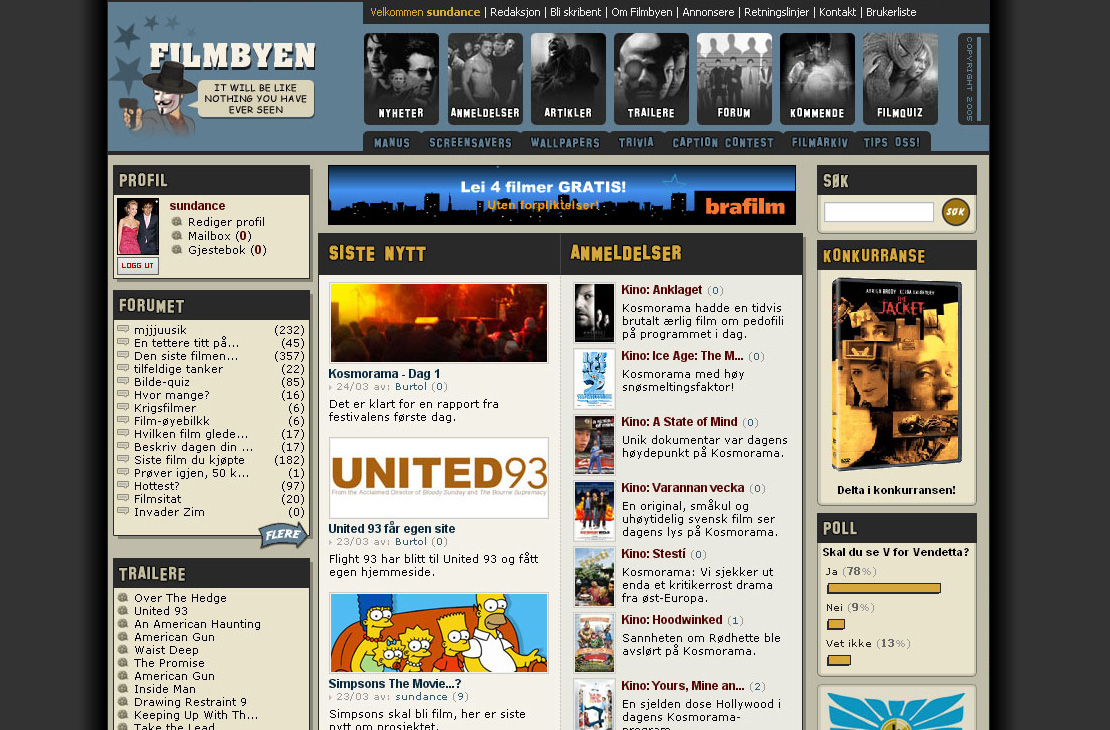 Velkommen sundance | Redaksjon | Bli skribent | Om Filmbyen | Annonsere | Retningslinjer | Kontakt | Brukerliste
FILMBYEN
IT WILL BE LIKE
NOTHING YOU HAVE
EVER SEEN
NYHETER
ANMELDELSER
ARTIKLER
TRAILERE
FORUM
KOMMENDE
FILMQUIZ
COPYRIGHT 2005
MANUS
SCREENSAVERS
WALLPAPERS
TRIVIA
CAPTION CONTEST
FILMARKIV
TIPS OSS!
PROFIL
sundance
Rediger profil
Mailbox (0)
Gjestebok (0)
LOGG UT
FORUMET
mjjjuusik (232)
En tettere titt på... (45)
Den siste filmen... (357)
tilfeldige tanker (22)
Bilde-quiz (85)
Hvor mange? (16)
Krigsfilmer (6)
Film-øyebilkk (6)
Hvilken film glede... (17)
Beskriv dagen din ... (17)
Siste film du kjøpte (182)
Prøver igjen, 50 k... (1)
Hottest? (97)
Filmsitat (20)
Invader Zim (0)
FLERE
TRAILERE
Over The Hedge
United 93
An American Haunting
American Gun
Waist Deep
The Promise
American Gun
Inside Man
Drawing Restraint 9
Keeping Up With Th...
Take the Lead
Lei 4 filmer GRATIS!
Uten forpliktelser!
brafilm
SISTE NYTT
Kosmorama - Dag 1
24/03 av: Burtol (0)
Det er klart for en rapport fra
festivalens første dag.
UNITED93
From the Acclaimed Director of Bloody Sunday and The Bourne Supremacy
United 93 får egen site
23/03 av: Burtol (0)
Flight 93 har blitt til United 93 og fått
egen hjemmeside.
Simpsons The Movie...?
23/03 av: sundance (9)
Simpsons skal bli film, her er siste
nytt om prosjektet.
ANMELDELSER
Kino: Anklaget (0)
Kosmorama hadde en tidvis
brutalt ærlig film om pedofili
på programmet i dag.
Kino: Ice Age: The M... (0)
Kosmorama med høy
snøsmeltingsfaktor!
Kino: A State of Mind (0)
Unik dokumentar var dagens
høydepunkt på Kosmorama.
Kino: Varannan vecka (0)
En original, småkul og
uhøytidelig svensk film ser
dagens lys på Kosmorama.
Kino: Stestí (0)
Kosmorama: Vi sjekker ut
enda et kritikerrost drama
fra øst-Europa.
Kino: Hoodwinked (1)
Sannheten om Rødhette ble
avslørt på Kosmorama.
Kino: Yours, Mine an... (2)
En sjelden dose Hollywood i
dagens Kosmorama-
program.
SØK
SØK
KONKURRANSE
ADRIEN BRODY KEIRA KNIGHTLEY
THE JACKET
Delta i konkurransen!
POLL
Skal du se V for Vendetta?
Ja (78%)
Nei (9%)
Vet ikke (13%)